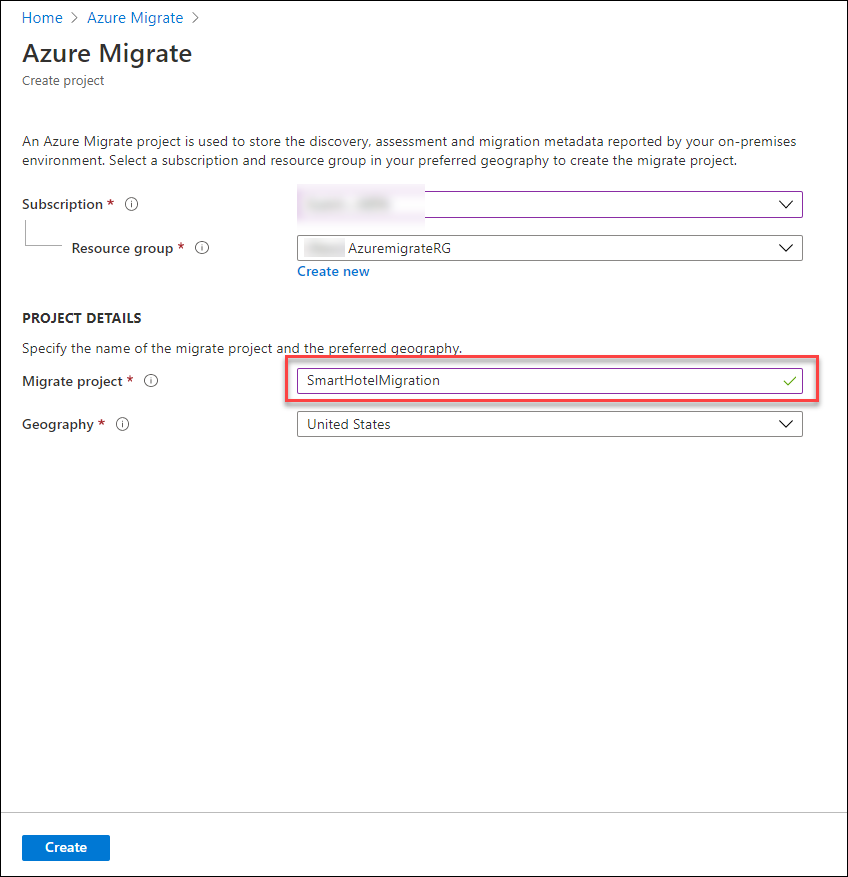 Home > Azure Migrate >
Azure Migrate
Create project
An Azure Migrate project is used to store the discovery, assessment and migration metadata reported by your on-premises
environment. Select a subscription and resource group in your preferred geography to create the migrate project.
Subscription *
Resource group * AzuremigrateRG
Create new
PROJECT DETAILS
Specify the name of the migrate project and the preferred geography.
Migrate project * SmartHotelMigration
Geography * United States
Create